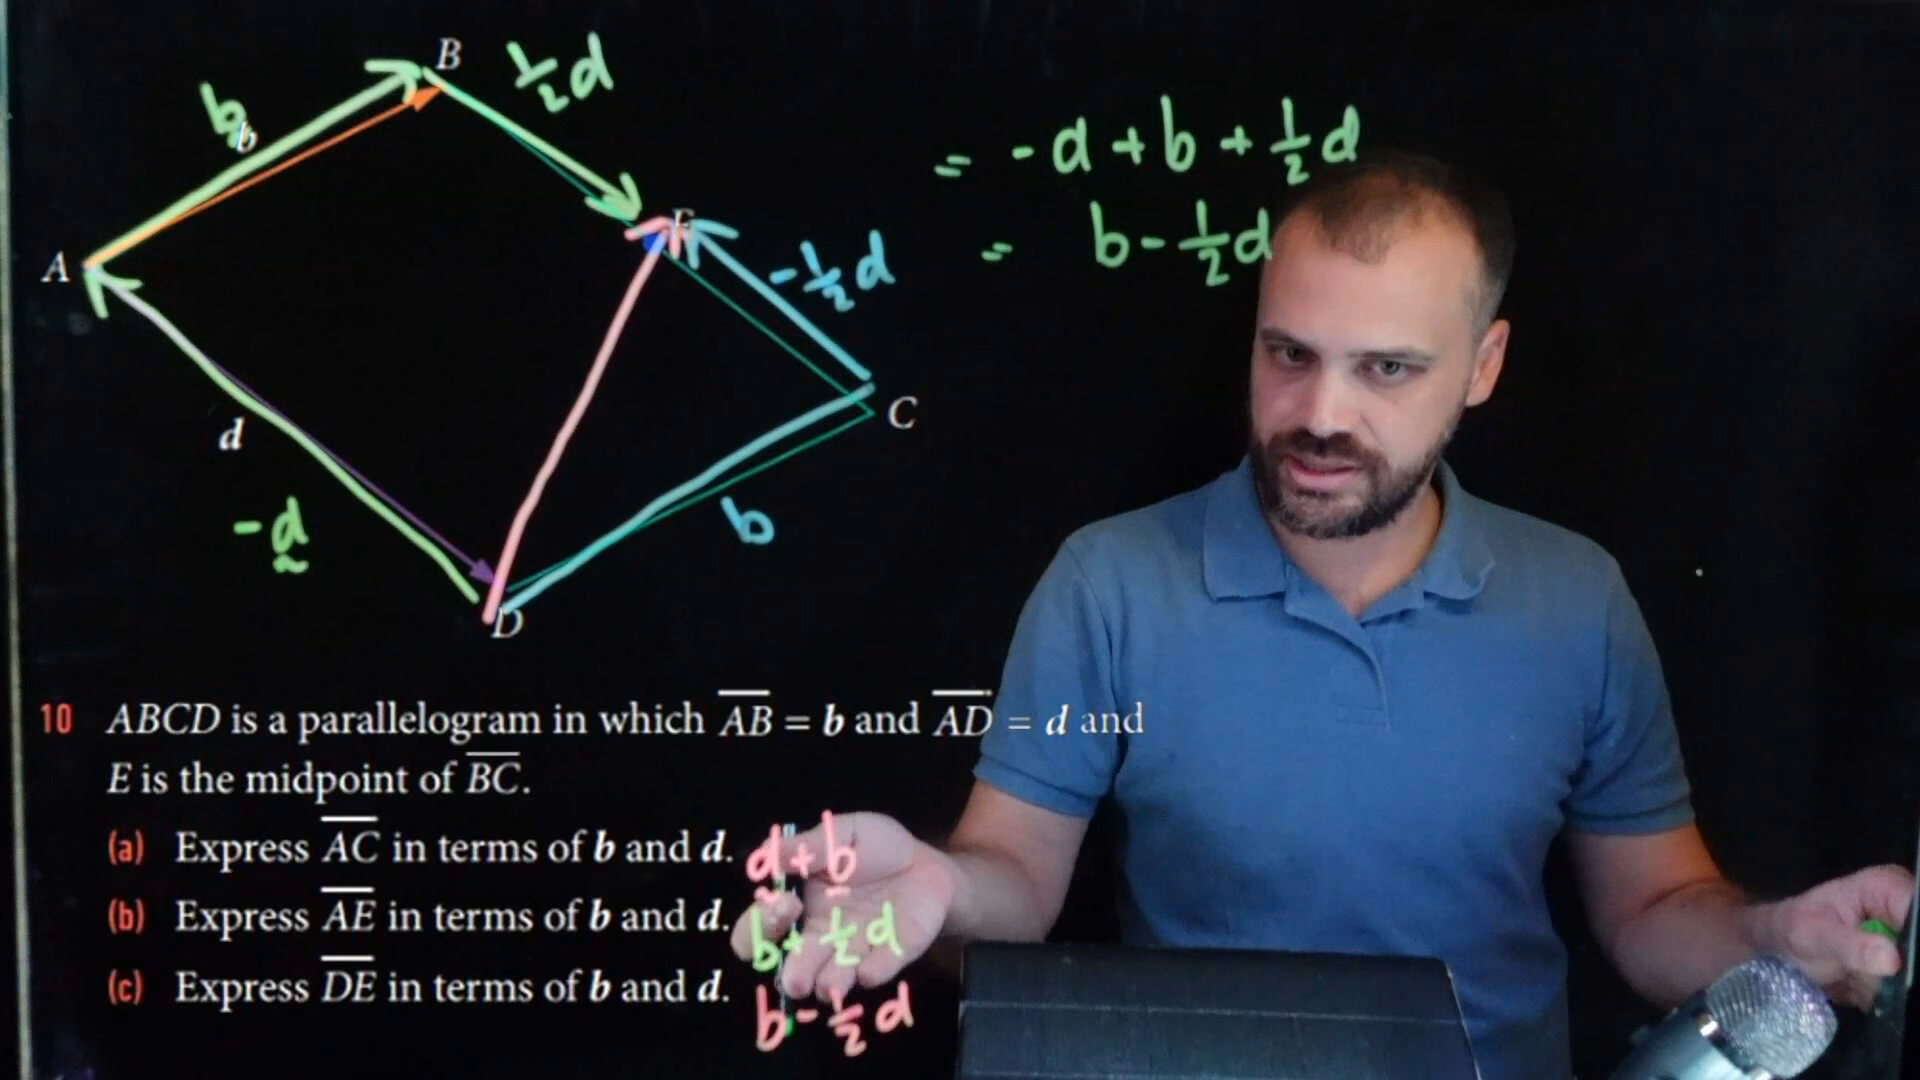 B
½d
b
b
= -d + b + ½d
= b - ½d
E
-½d
A
C
d
b
-d
D
10 ABCD is a parallelogram in which AB = b and AD = d and
E is the midpoint of BC.
(a) Express AC in terms of b and d. d + b
(b) Express AE in terms of b and d. b + ½d
(c) Express DE in terms of b and d. b - ½d